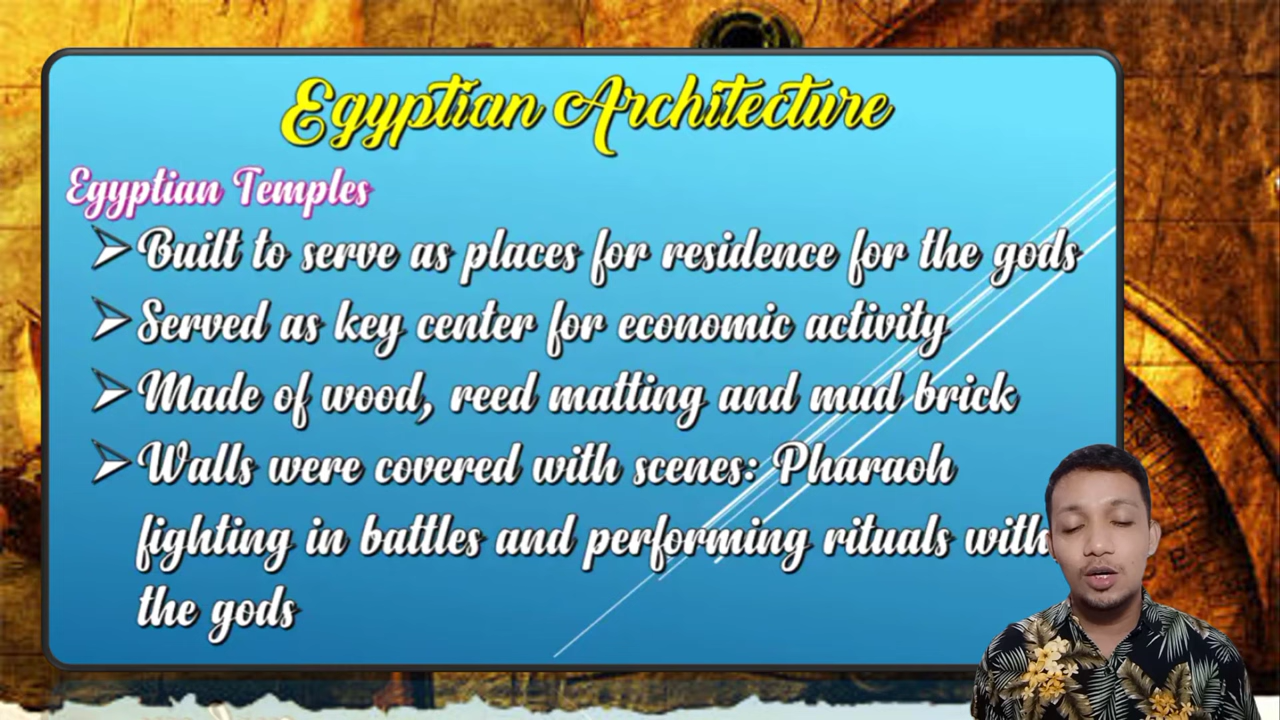 Egyptian Architecture
Egyptian Temples
➢Built to serve as places for residence for the gods
➢Served as key center for economic activity
➢Made of wood, reed matting and mud brick
➢Walls were covered with scenes: Pharaoh
fighting in battles and performing rituals with
the gods